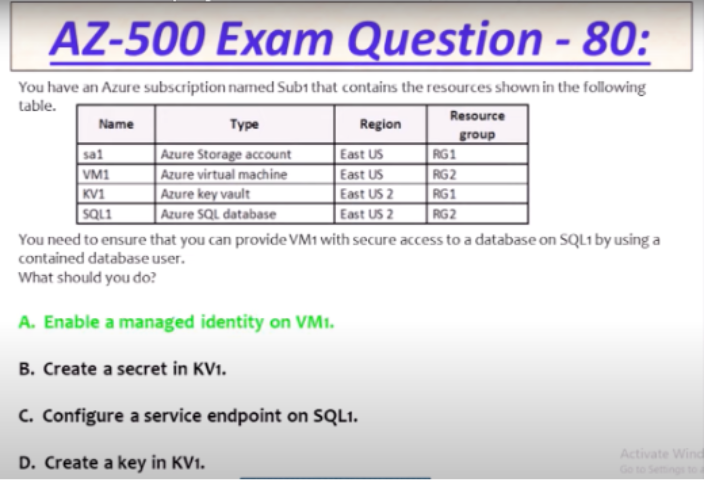 AZ-500 Exam Question - 80:
You have an Azure subscription named Sub1 that contains the resources shown in the following
table.
Name Type Region Resource group
sa1 Azure Storage account East US RG1
VM1 Azure virtual machine East US RG2
KV1 Azure key vault East US 2 RG1
SQL1 Azure SQL database East US 2 RG2
You need to ensure that you can provide VM1 with secure access to a database on SQL1 by using a
contained database user.
What should you do?
A. Enable a managed identity on VM1.
B. Create a secret in KV1.
C. Configure a service endpoint on SQL1.
D. Create a key in KV1.
Activate Wind
Go to Settings to